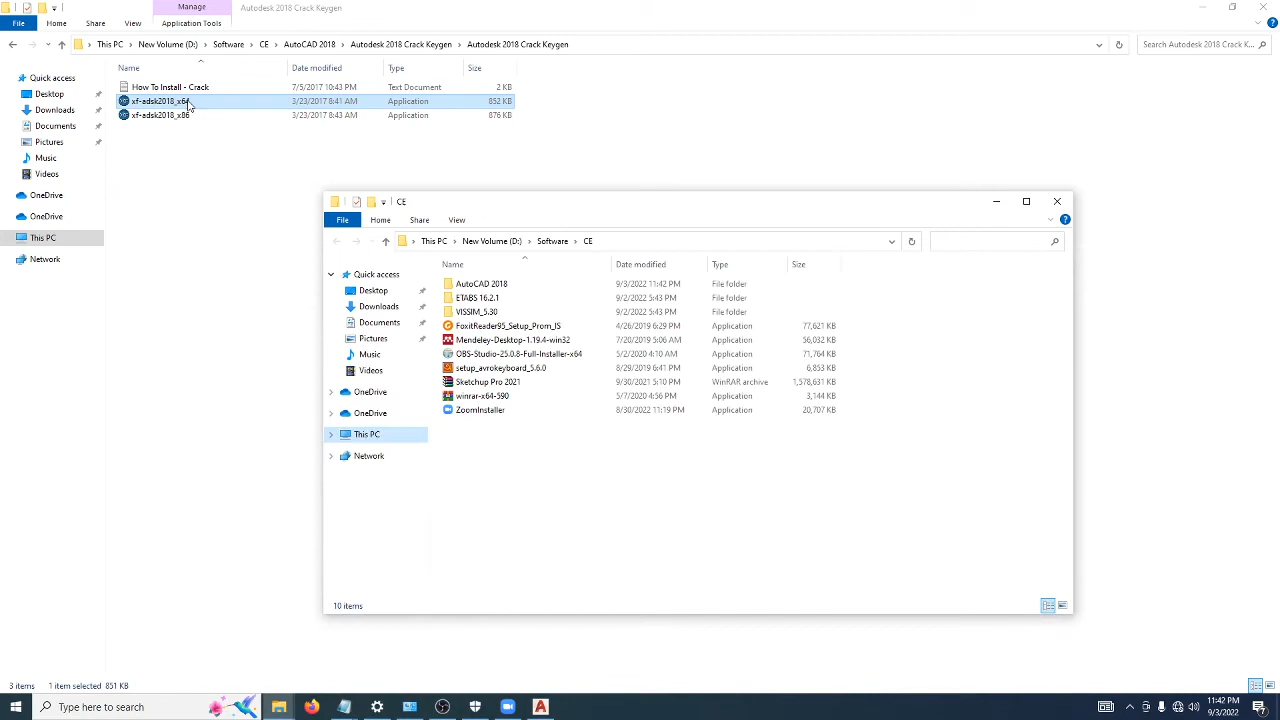 Manage
Autodesk 2018 Crack Keygen
File
Home
Share
View
Application Tools
This PC
New Volume (D:)
Software
CE
AutoCAD 2018
Autodesk 2018 Crack Keygen
Autodesk 2018 Crack Keygen
Search Autodesk 2018 Crack K...
Name
Date modified
Type
Size
Quick access
Desktop
Downloads
Documents
Pictures
Music
Videos
OneDrive
OneDrive
This PC
Network
How To Install - Crack 7/5/2017 10:43 PM Text Document 2 KB
xf-adsk2018_x64 3/23/2017 8:41 AM Application 852 KB
xf-adsk2018_x86 3/23/2017 8:43 AM Application 876 KB
CE
File
Home
Share
View
This PC
New Volume (D:)
Software
CE
Name
Date modified
Type
Size
Quick access
Desktop
Downloads
Documents
Pictures
Music
Videos
OneDrive
OneDrive
This PC
Network
AutoCAD 2018 9/3/2022 11:42 PM File folder
ETABS 16.2.1 9/2/2022 5:43 PM File folder
VISSIM_5.30 9/2/2022 5:43 PM File folder
FoxitReader95_Setup_Prom_IS 4/26/2019 6:29 PM Application 77,621 KB
Mendeley-Desktop-1.19.4-win32 7/20/2019 5:06 AM Application 56,032 KB
OBS-Studio-25.0.8-Full-Installer-x64 5/2/2020 4:10 AM Application 71,764 KB
setup_avrokeyboard_5.6.0 8/29/2019 6:41 PM Application 6,853 KB
Sketchup Pro 2021 9/30/2021 5:10 PM WinRAR archive 1,578,631 KB
winrar-x64-590 5/7/2020 4:56 PM Application 3,144 KB
ZoomInstaller 8/30/2022 11:19 PM Application 20,707 KB
10 items
3 items 1 item selected 851 KB
Type here to search
11:42 PM
9/3/2022